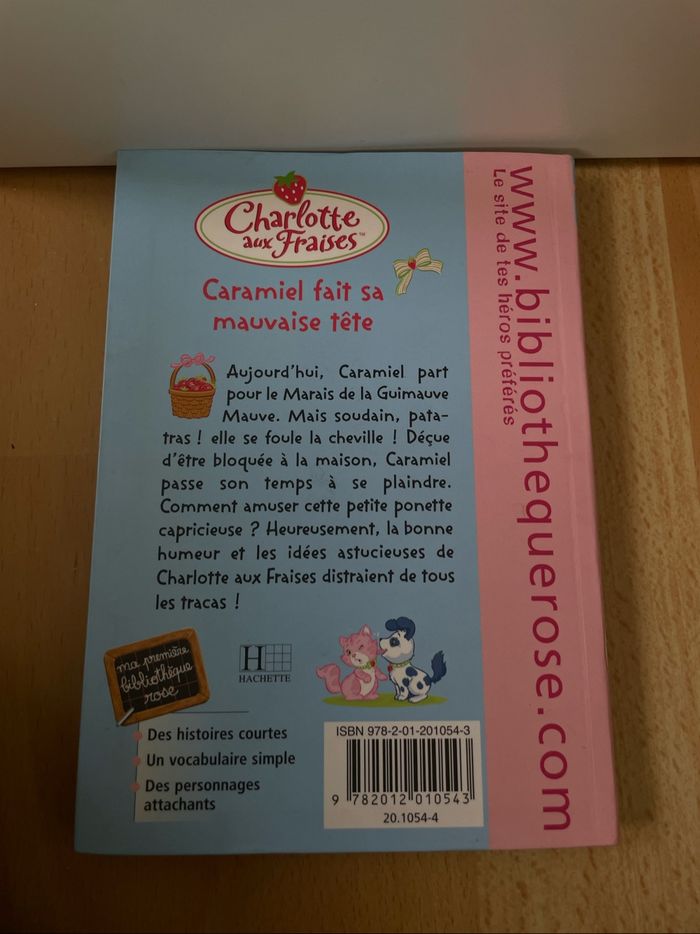 Charlotte
aux Fraises™
Caramiel fait sa
mauvaise tête
Aujourd'hui, Caramiel part
pour le Marais de la Guimauve
Mauve. Mais soudain, pata-
tras ! elle se foule la cheville ! Déçue
d'être bloquée à la maison, Caramiel
passe son temps à se plaindre.
Comment amuser cette petite ponette
capricieuse ? Heureusement, la bonne
humeur et les idées astucieuses de
Charlotte aux Fraises distraient de tous
les tracas !
ma première
bibliothèque
rose
H
HACHETTE
Des histoires courtes
Un vocabulaire simple
Des personnages
attachants
ISBN 978-2-01-201054-3
9 782012 010543
20.1054-4
www.bibliothequerose.com
Le site de tes héros préférés